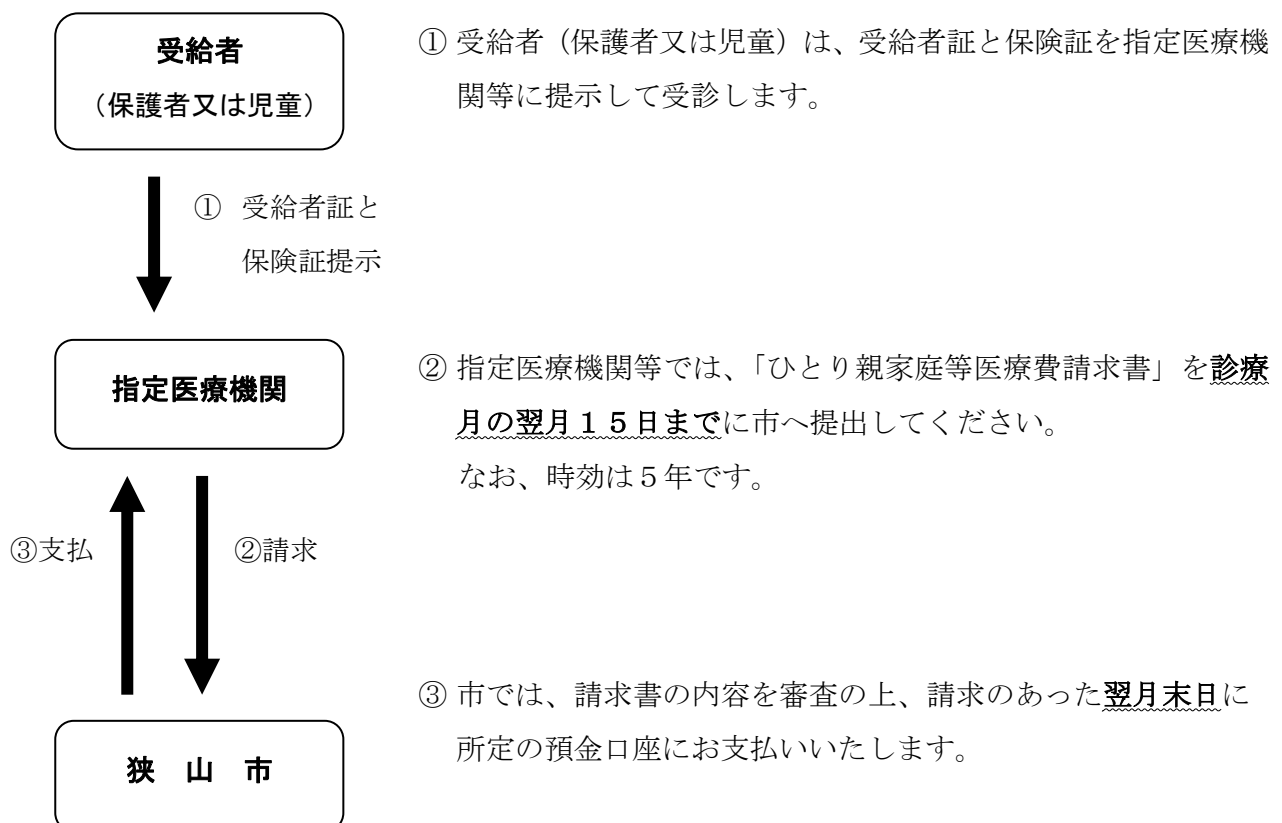 受給者
（保護者又は児童）
① 受給者（保護者又は児童）は、受給者証と保険証を指定医療機
関等に提示して受診します。
① 受給者証と
保険証提示
指定医療機関
② 指定医療機関等では、「ひとり親家庭等医療費請求書」を診療
月の翌月１５日までに市へ提出してください。
なお、時効は５年です。
③支払
②請求
狭 山 市
③ 市では、請求書の内容を審査の上、請求のあった翌月末日に
所定の預金口座にお支払いいたします。